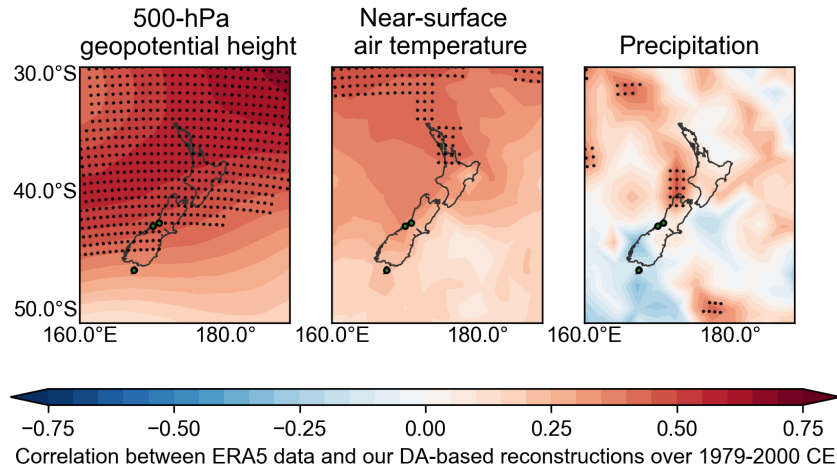 500-hPa
geopotential height
Near-surface
air temperature
Precipitation
30.0°S
40.0°S
50.0°S
160.0°E
180.0°
160.0°E
180.0°
160.0°E
180.0°
−0.75 −0.50 −0.25 0.00 0.25 0.50 0.75
Correlation between ERA5 data and our DA-based reconstructions over 1979-2000 CE